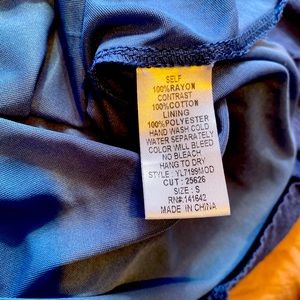 SELF
100%RAYON
CONTRAST
100%COTTON
LINING
100%POLYESTER
HAND WASH COLD
WATER SEPARATELY
COLOR WILL BLEED
NO BLEACH
HANG TO DRY
STYLE : YL7199MOD
CUT : 25626
SIZE : S
RN#:141642
MADE IN CHINA